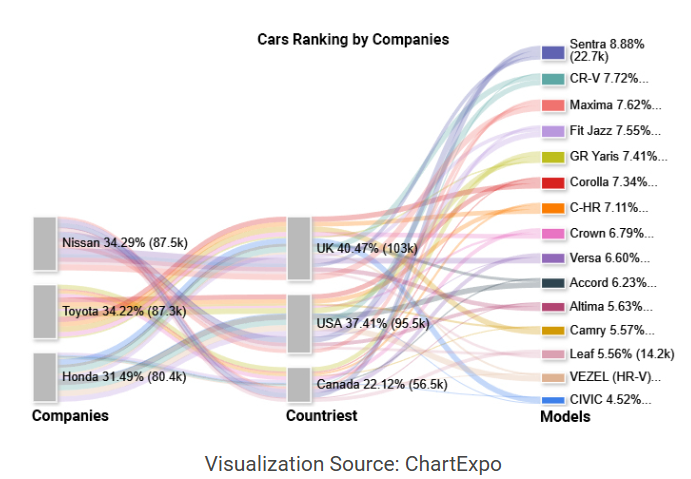 Cars Ranking by Companies
Sentra 8.88%
(22.7k)
CR-V 7.72%...
Maxima 7.62%...
Fit Jazz 7.55%...
GR Yaris 7.41%...
Corolla 7.34%...
C-HR 7.11%...
Crown 6.79%...
Versa 6.60%...
Accord 6.23%...
Altima 5.63%...
Camry 5.57%...
Leaf 5.56% (14.2k)
VEZEL (HR-V)...
CIVIC 4.52%...
Nissan 34.29% (87.5k)
Toyota 34.22% (87.3k)
Honda 31.49% (80.4k)
UK 40.47% (103k)
USA 37.41% (95.5k)
Canada 22.12% (56.5k)
Companies
Countriest
Models
Visualization Source: ChartExpo